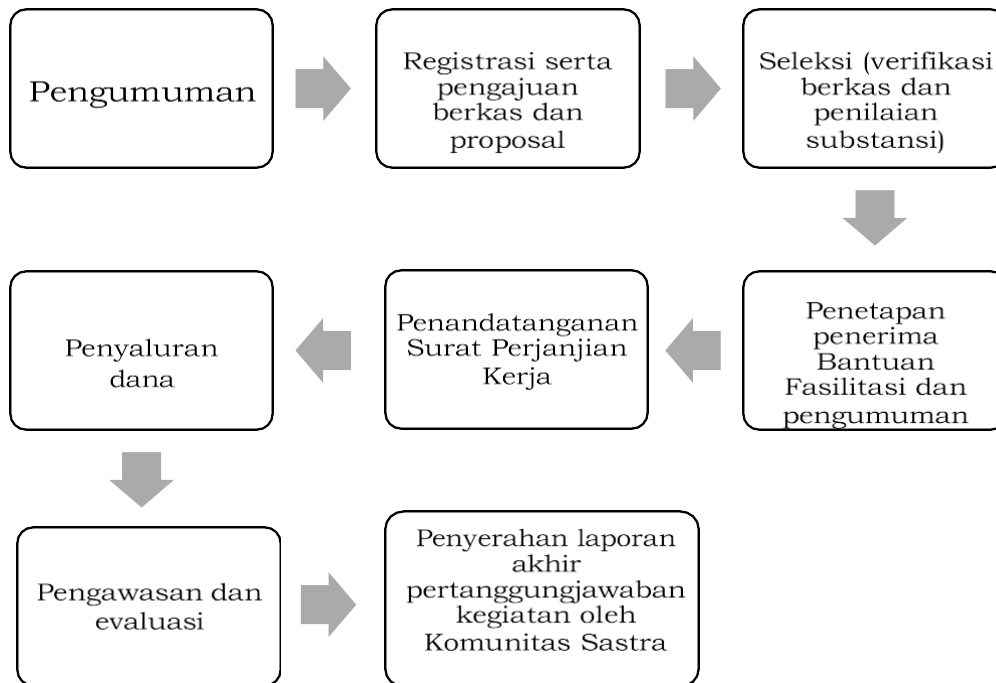 Pengumuman
Registrasi serta
pengajuan
berkas dan
proposal
Seleksi (verifikasi
berkas dan
penilaian
substansi)
Penetapan
penerima
Bantuan
Fasilitasi dan
pengumuman
Penandatanganan
Surat Perjanjian
Kerja
Penyaluran
dana
Pengawasan dan
evaluasi
Penyerahan laporan
akhir
pertanggungjawaban
kegiatan oleh
Komunitas Sastra